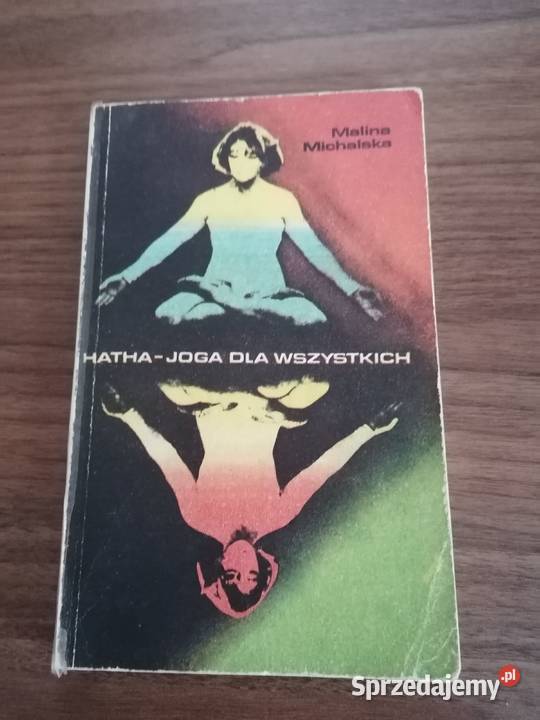 Malina
Michalska
HATHA-JOGA DLA WSZYSTKICH
Sprzedajemy.pl